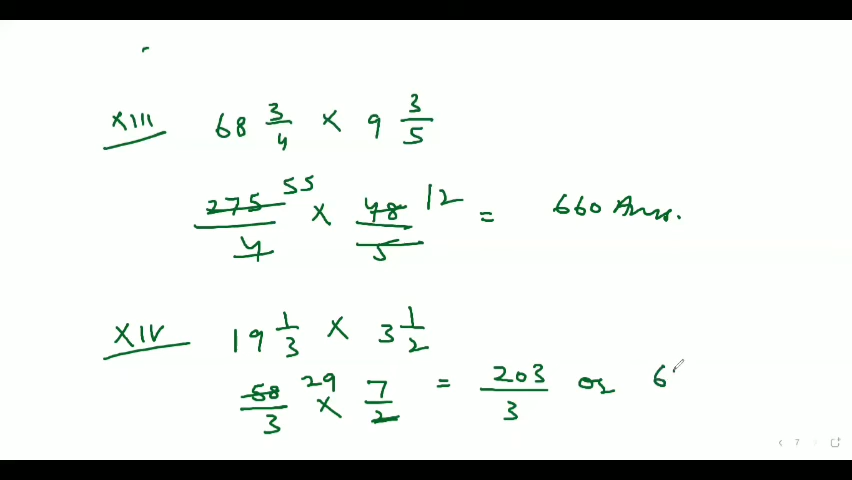 XIII 68 3/4 × 9 3/5
275/4 55 × 48/5 12 = 660 Ans.
XIV 19 1/3 × 3 1/2
58/3 29 × 7/2 = 203/3 or 6
7